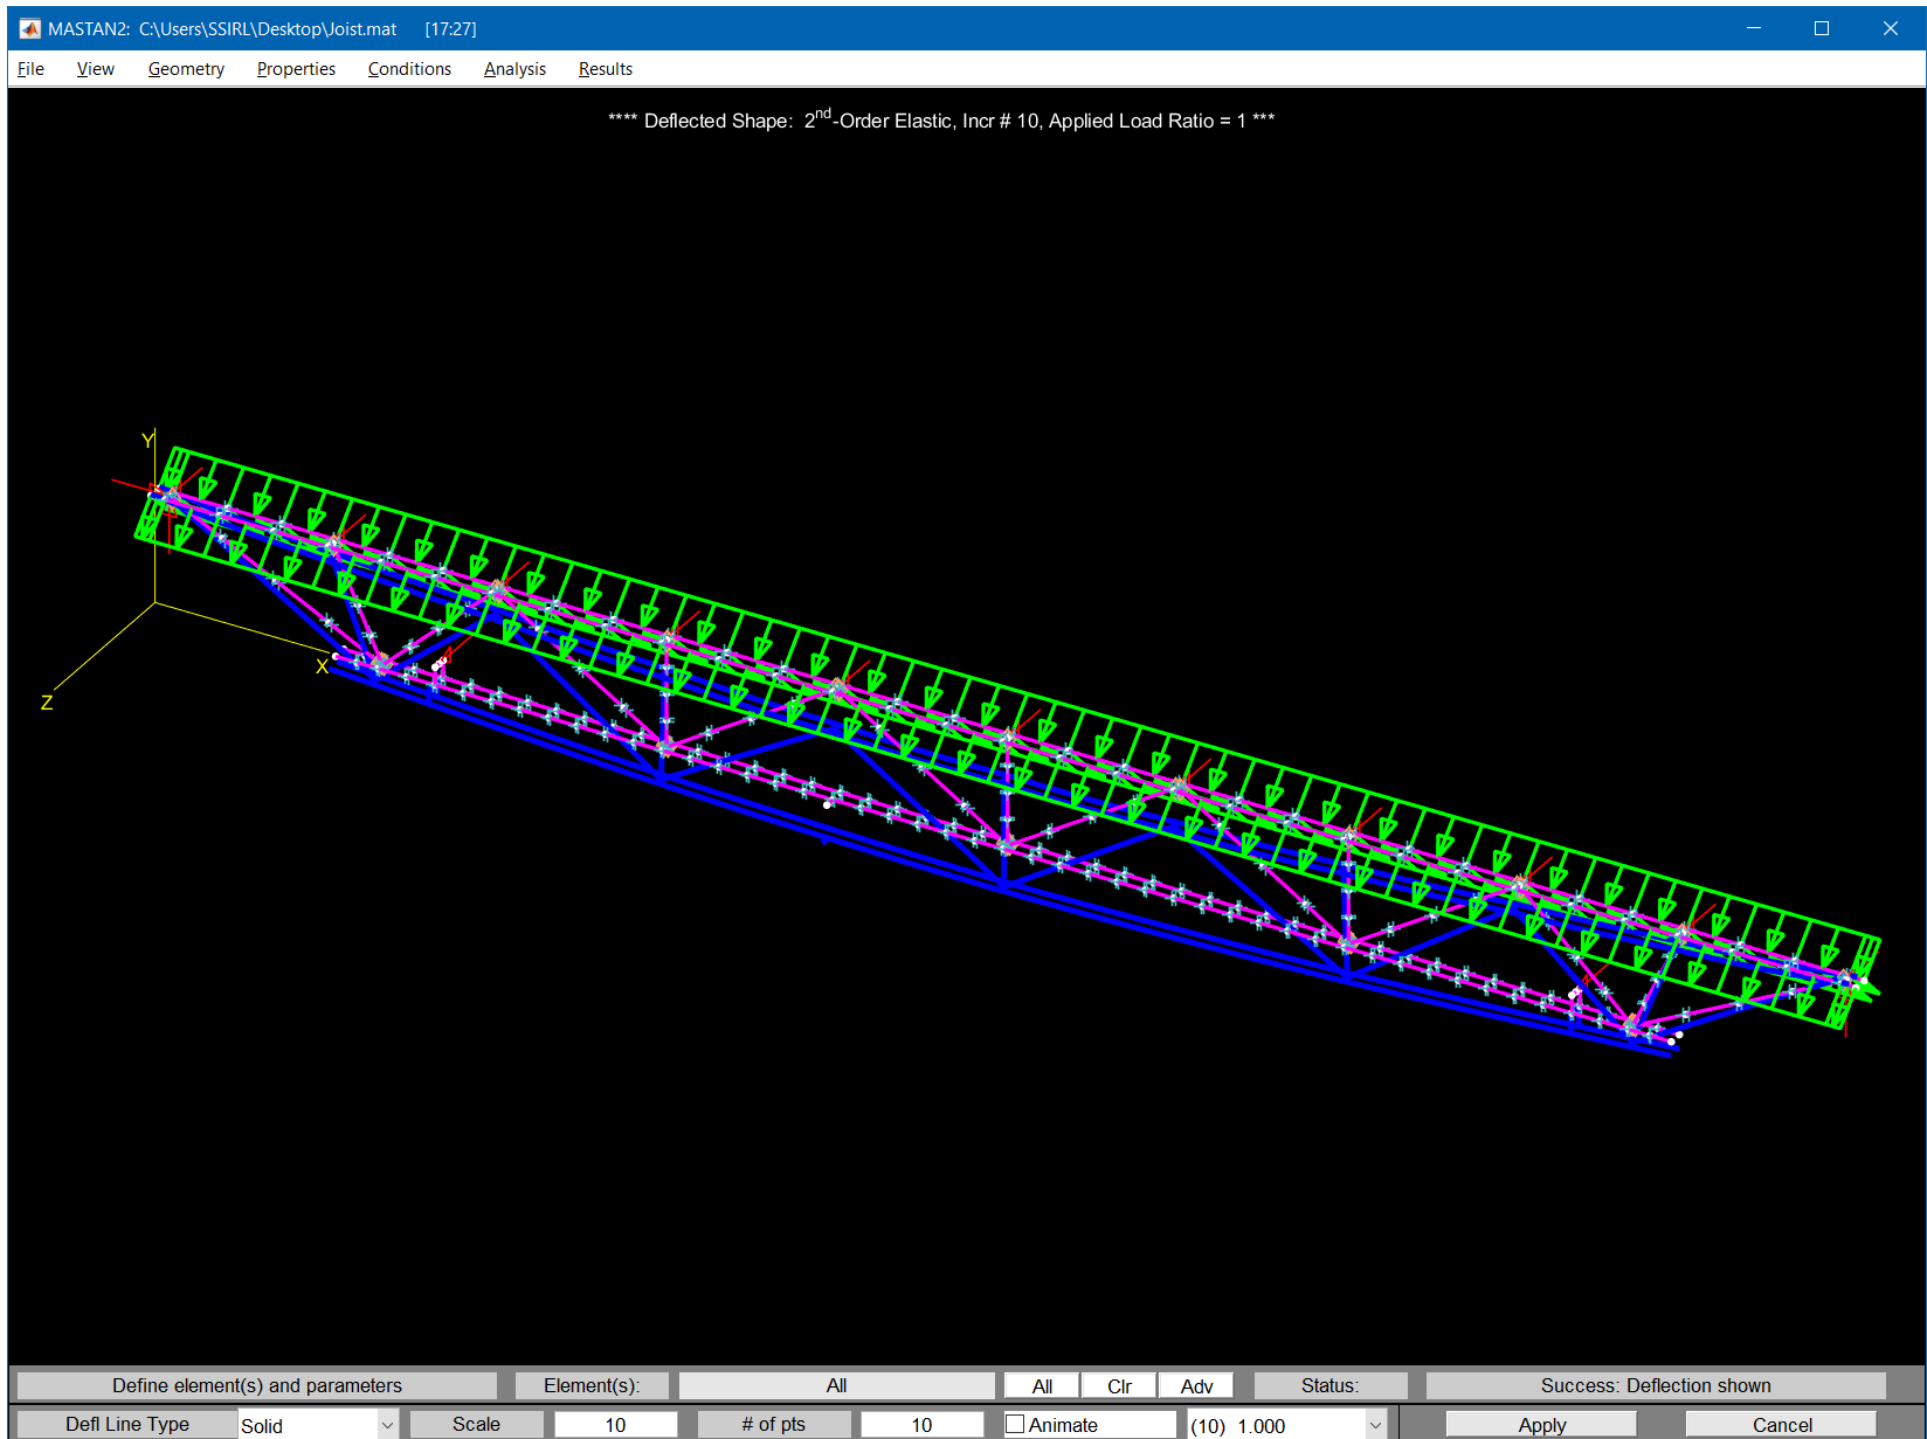 MASTAN2: C:\Users\SSIRL\Desktop\Joist.mat [17:27]
File View Geometry Properties Conditions Analysis Results
**** Deflected Shape: 2nd-Order Elastic, Incr # 10, Applied Load Ratio = 1 ***
Y
X
Z
Define element(s) and parameters Element(s): All All Clr Adv Status: Success: Deflection shown
Defl Line Type Solid Scale 10 # of pts 10 Animate (10) 1.000 Apply Cancel